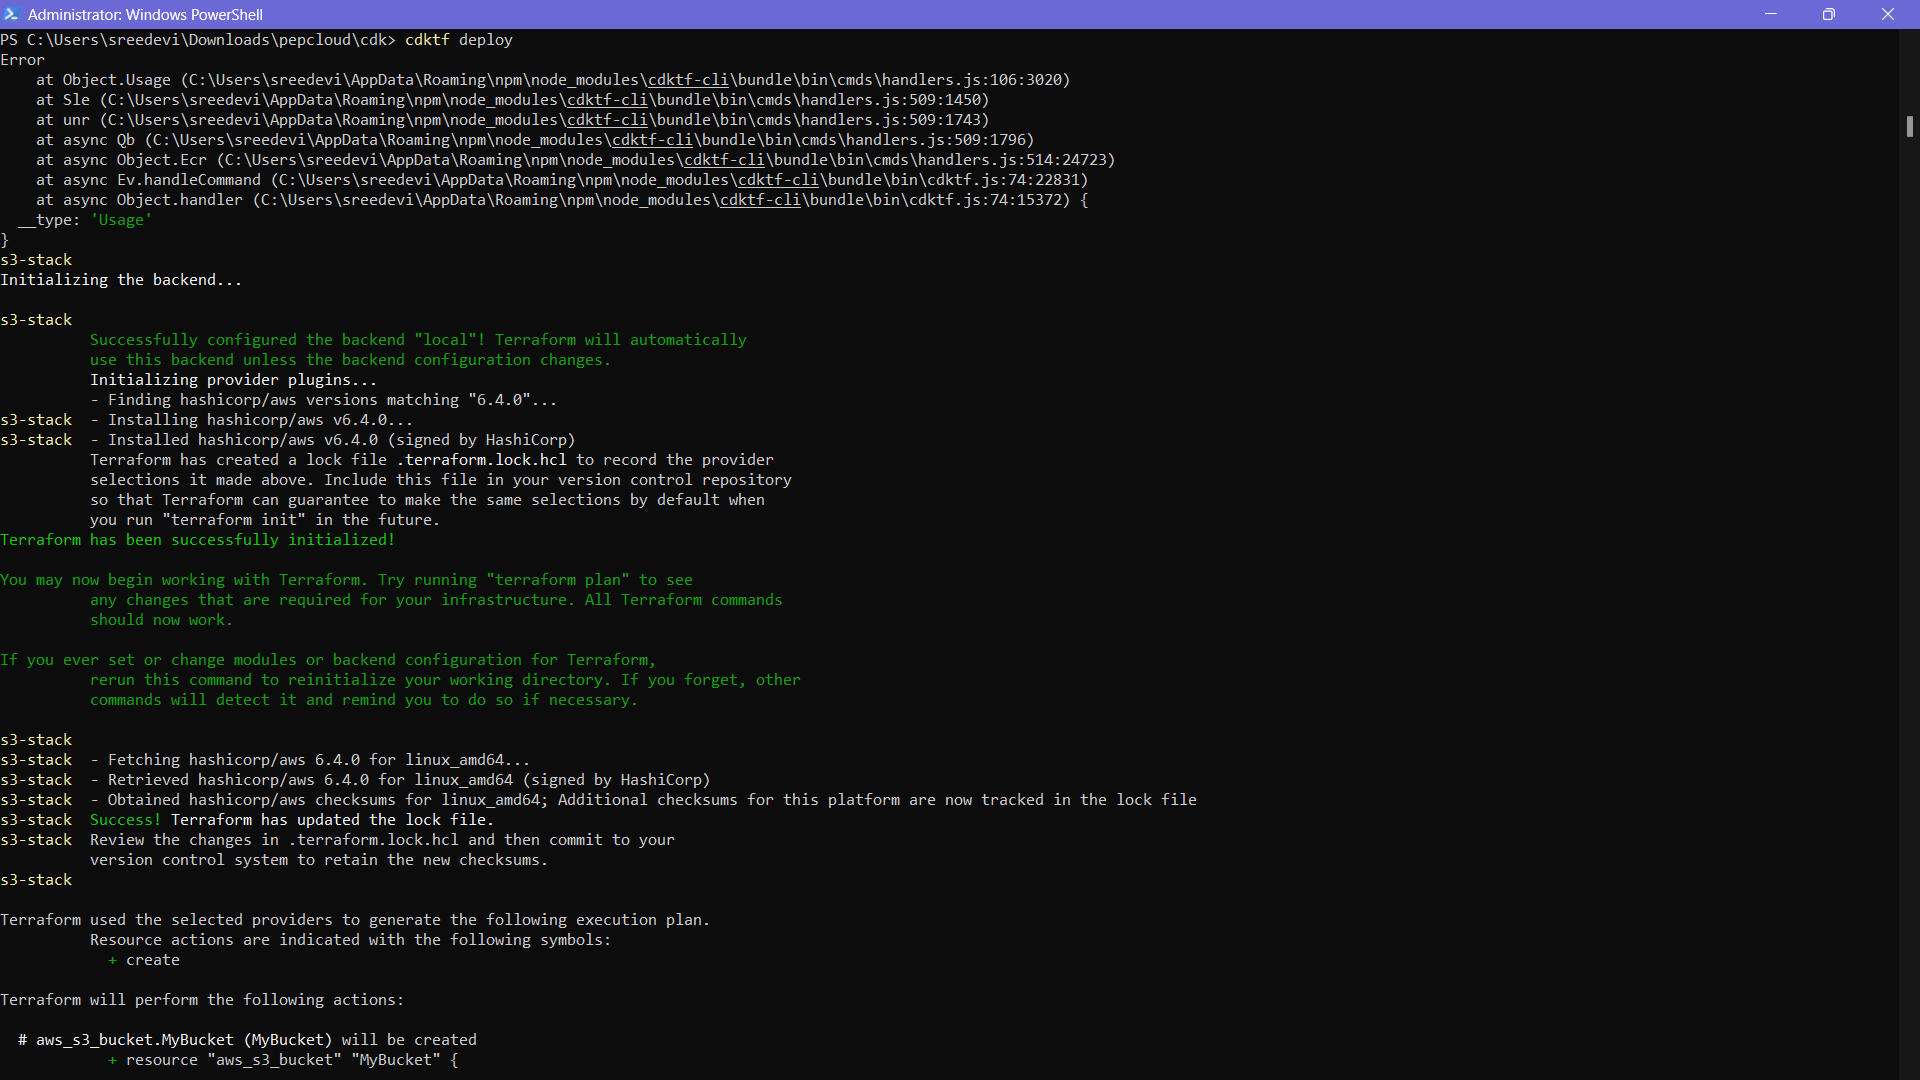 Administrator: Windows PowerShell
PS C:\Users\sreedevi\Downloads\pepcloud\cdk> cdktf deploy
Error
    at Object.Usage (C:\Users\sreedevi\AppData\Roaming\npm\node_modules\cdktf-cli\bundle\bin\cmds\handlers.js:106:3020)
    at Sle (C:\Users\sreedevi\AppData\Roaming\npm\node_modules\cdktf-cli\bundle\bin\cmds\handlers.js:509:1450)
    at unr (C:\Users\sreedevi\AppData\Roaming\npm\node_modules\cdktf-cli\bundle\bin\cmds\handlers.js:509:1743)
    at async Qb (C:\Users\sreedevi\AppData\Roaming\npm\node_modules\cdktf-cli\bundle\bin\cmds\handlers.js:509:1796)
    at async Object.Ecr (C:\Users\sreedevi\AppData\Roaming\npm\node_modules\cdktf-cli\bundle\bin\cmds\handlers.js:514:24723)
    at async Ev.handleCommand (C:\Users\sreedevi\AppData\Roaming\npm\node_modules\cdktf-cli\bundle\bin\cdktf.js:74:22831)
    at async Object.handler (C:\Users\sreedevi\AppData\Roaming\npm\node_modules\cdktf-cli\bundle\bin\cdktf.js:74:15372) {
  __type: 'Usage'
}
s3-stack
Initializing the backend...
s3-stack
          Successfully configured the backend "local"! Terraform will automatically
          use this backend unless the backend configuration changes.
          Initializing provider plugins...
          - Finding hashicorp/aws versions matching "6.4.0"...
s3-stack  - Installing hashicorp/aws v6.4.0...
s3-stack  - Installed hashicorp/aws v6.4.0 (signed by HashiCorp)
          Terraform has created a lock file .terraform.lock.hcl to record the provider
          selections it made above. Include this file in your version control repository
          so that Terraform can guarantee to make the same selections by default when
          you run "terraform init" in the future.
Terraform has been successfully initialized!
You may now begin working with Terraform. Try running "terraform plan" to see
          any changes that are required for your infrastructure. All Terraform commands
          should now work.
If you ever set or change modules or backend configuration for Terraform,
          rerun this command to reinitialize your working directory. If you forget, other
          commands will detect it and remind you to do so if necessary.
s3-stack
s3-stack  - Fetching hashicorp/aws 6.4.0 for linux_amd64...
s3-stack  - Retrieved hashicorp/aws 6.4.0 for linux_amd64 (signed by HashiCorp)
s3-stack  - Obtained hashicorp/aws checksums for linux_amd64; Additional checksums for this platform are now tracked in the lock file
s3-stack  Success! Terraform has updated the lock file.
s3-stack  Review the changes in .terraform.lock.hcl and then commit to your
          version control system to retain the new checksums.
s3-stack
Terraform used the selected providers to generate the following execution plan.
          Resource actions are indicated with the following symbols:
            + create
Terraform will perform the following actions:
  # aws_s3_bucket.MyBucket (MyBucket) will be created
            + resource "aws_s3_bucket" "MyBucket" {